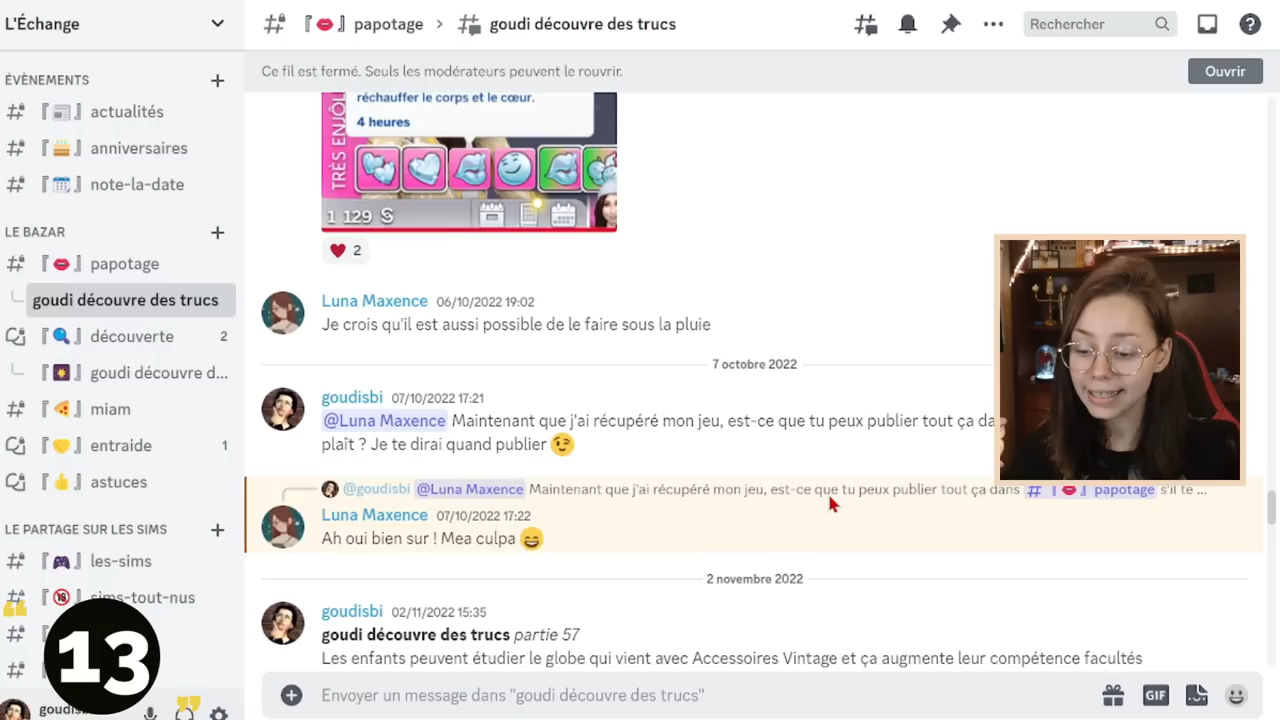 L'Échange
papotage
goudi découvre des trucs
Rechercher
Ce fil est fermé. Seuls les modérateurs peuvent le rouvrir.
Ouvrir
ÉVÈNEMENTS
actualités
anniversaires
note-la-date
LE BAZAR
papotage
goudi découvre des trucs
découverte 2
goudi découvre d...
miam
entraide 1
astuces
LE PARTAGE SUR LES SIMS
les-sims
sims-tout-nus
13
goudis
réchauffer le corps et le cœur.
4 heures
TRÈS ENJÔ
1 129
2
Luna Maxence 06/10/2022 19:02
Je crois qu'il est aussi possible de le faire sous la pluie
7 octobre 2022
goudisbi 07/10/2022 17:21
@Luna Maxence Maintenant que j'ai récupéré mon jeu, est-ce que tu peux publier tout ça da
plaît ? Je te dirai quand publier
@goudisbi @Luna Maxence Maintenant que j'ai récupéré mon jeu, est-ce que tu peux publier tout ça dans papotage s'il te ...
Luna Maxence 07/10/2022 17:22
Ah oui bien sur ! Mea culpa
2 novembre 2022
goudisbi 02/11/2022 15:35
goudi découvre des trucs partie 57
Les enfants peuvent étudier le globe qui vient avec Accessoires Vintage et ça augmente leur compétence facultés
Envoyer un message dans "goudi découvre des trucs"
GIF